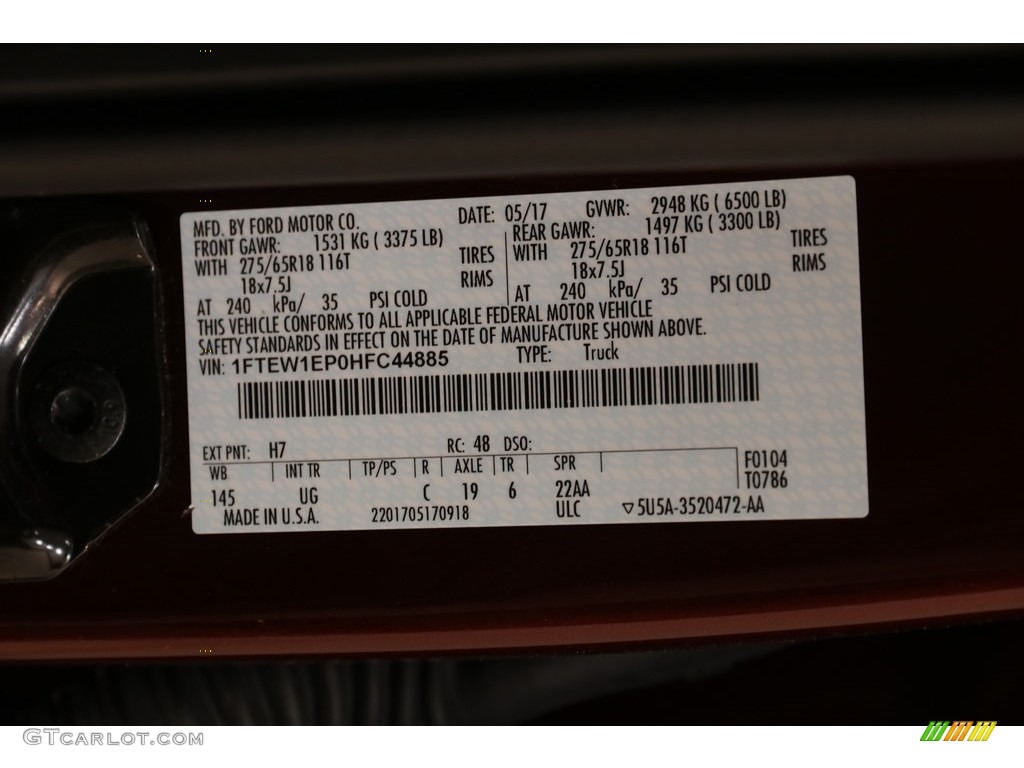 MFD. BY FORD MOTOR CO. DATE: 05/17 GVWR: 2948 KG ( 6500 LB)
FRONT GAWR: 1531 KG ( 3375 LB) REAR GAWR: 1497 KG ( 3300 LB)
WITH 275/65R18 116T TIRES WITH 275/65R18 116T TIRES
18x7.5J RIMS 18x7.5J RIMS
AT 240 kPa/ 35 PSI COLD AT 240 kPa/ 35 PSI COLD
THIS VEHICLE CONFORMS TO ALL APPLICABLE FEDERAL MOTOR VEHICLE
SAFETY STANDARDS IN EFFECT ON THE DATE OF MANUFACTURE SHOWN ABOVE.
VIN: 1FTEW1EP0HFC44885 TYPE: Truck
EXT PNT: H7 RC: 48 DSO:
WB INT TR TP/PS R AXLE TR SPR F0104
145 UG C 19 6 22AA T0786
MADE IN U.S.A. 2201705170918 ULC ▽5U5A-3520472-AA
GTCARLOT.COM